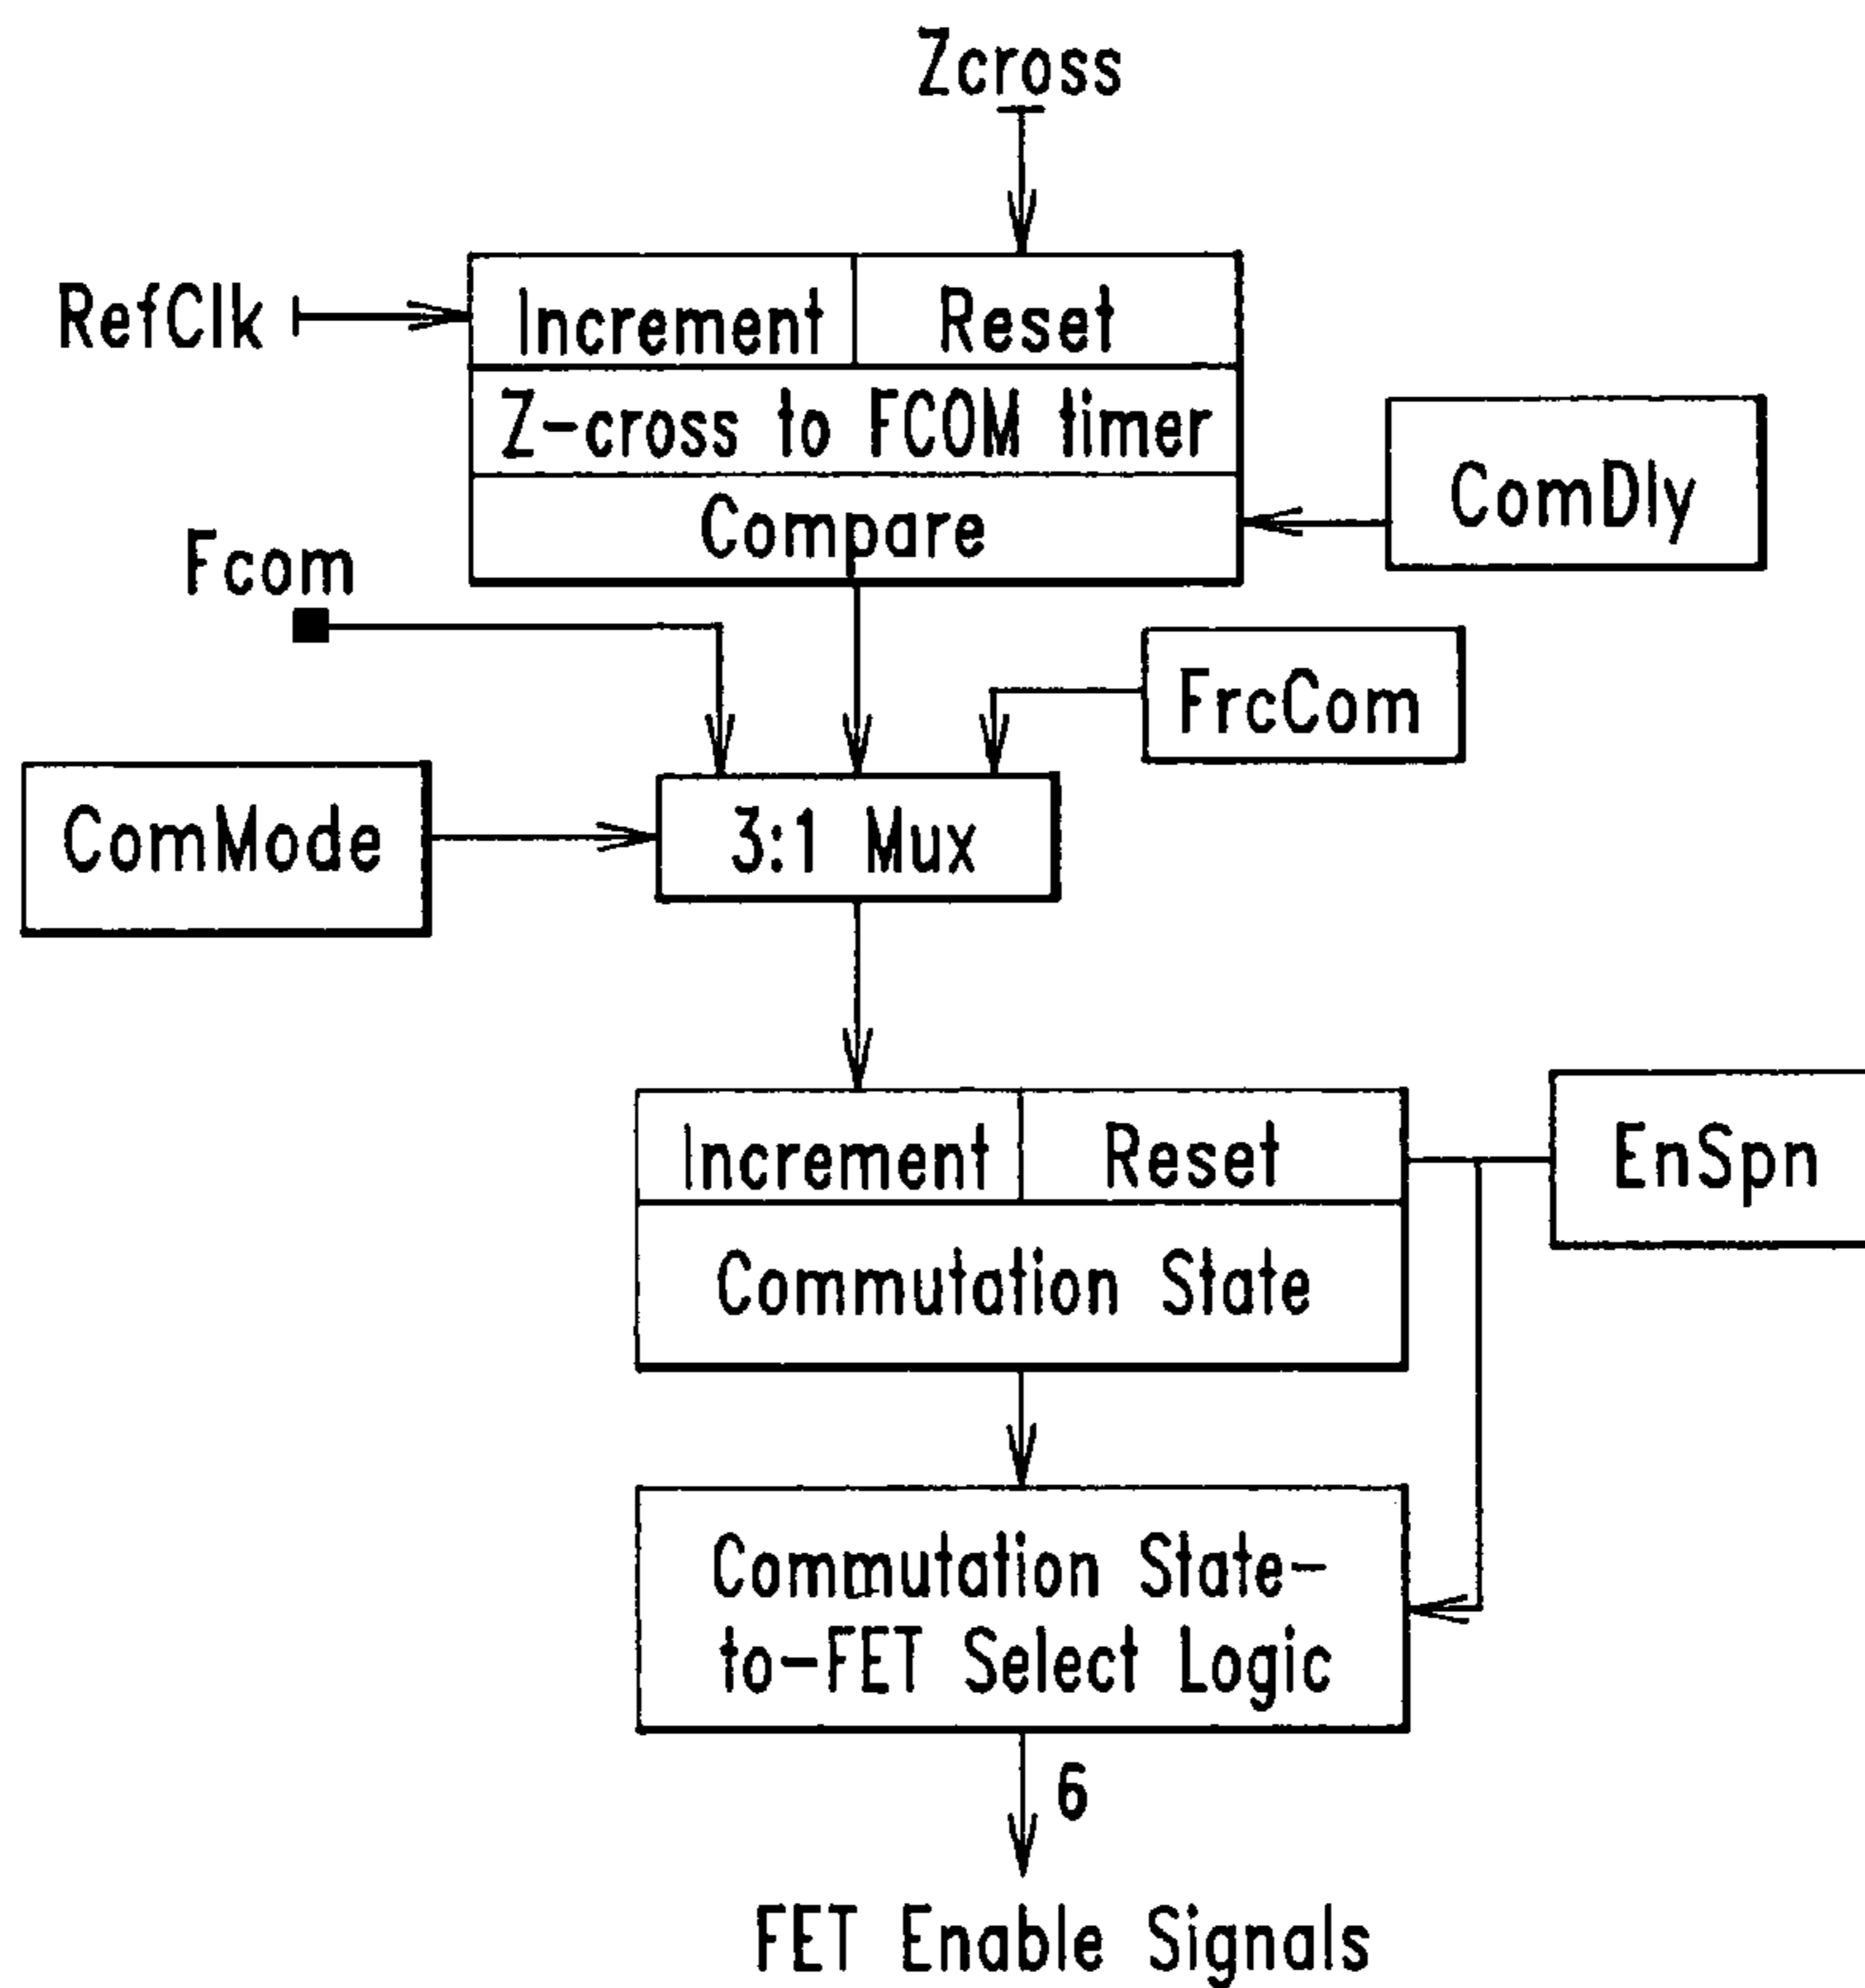 Zcross
RefClk
Increment
Reset
Z-cross to FCOM timer
Compare
ComDly
Fcom
FrcCom
ComMode
3:1 Mux
Increment
Reset
EnSpn
Commutation State
Commutation State-
to-FET Select Logic
6
FET Enable Signals